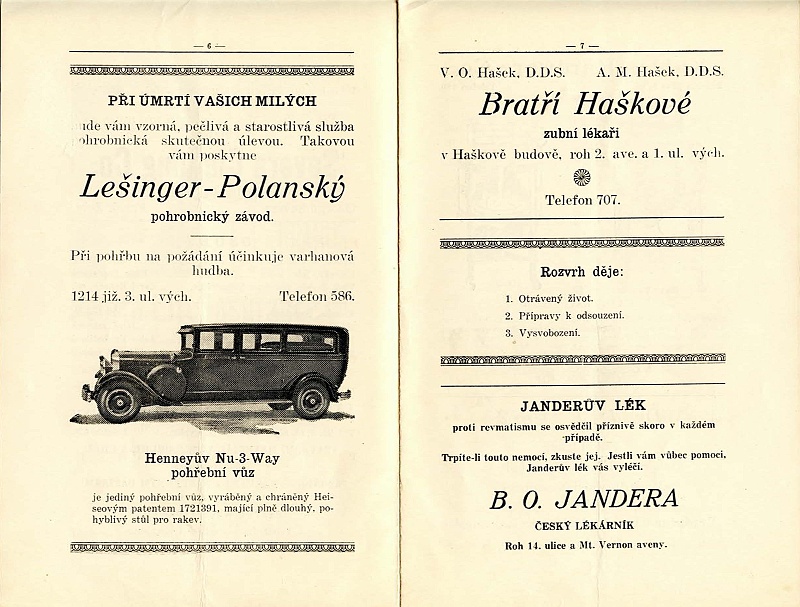 — 6 —
PŘI ÚMRTÍ VAŠICH MILÝCH
ude vám vzorná, pečlivá a starostlivá služba
ohrobnická skutečnou úlevou. Takovou
vám poskytne
Lešinger-Polanský
pohrobnický závod.
Při pohřbu na požádání účinkuje varhanová
hudba.
1214 již. 3. ul. vých. Telefon 586.
Henneyův Nu-3-Way
pohřební vůz
je jediný pohřební vůz, vyráběný a chráněný Hei-
seovým patentem 1721391, mající plně dlouhý, po-
hyblivý stůl pro rakev.
— 7 —
V. O. Hašek, D.D.S. A. M. Hašek, D.D.S.
Bratří Haškové
zubní lékaři
v Haškově budově, roh 2. ave. a 1. ul. vých.
Telefon 707.
Rozvrh děje:
1. Otrávený život.
2. Přípravy k odsouzení.
3. Vysvobození.
JANDERŮV LÉK
proti revmatismu se osvědčil příznivě skoro v každém
případě.
Trpíte-li touto nemocí, zkuste jej. Jestli vám vůbec pomoci,
Janderův lék vás vyléčí.
B. O. JANDERA
ČESKÝ LÉKÁRNÍK
Roh 14. ulice a Mt. Vernon aveny.